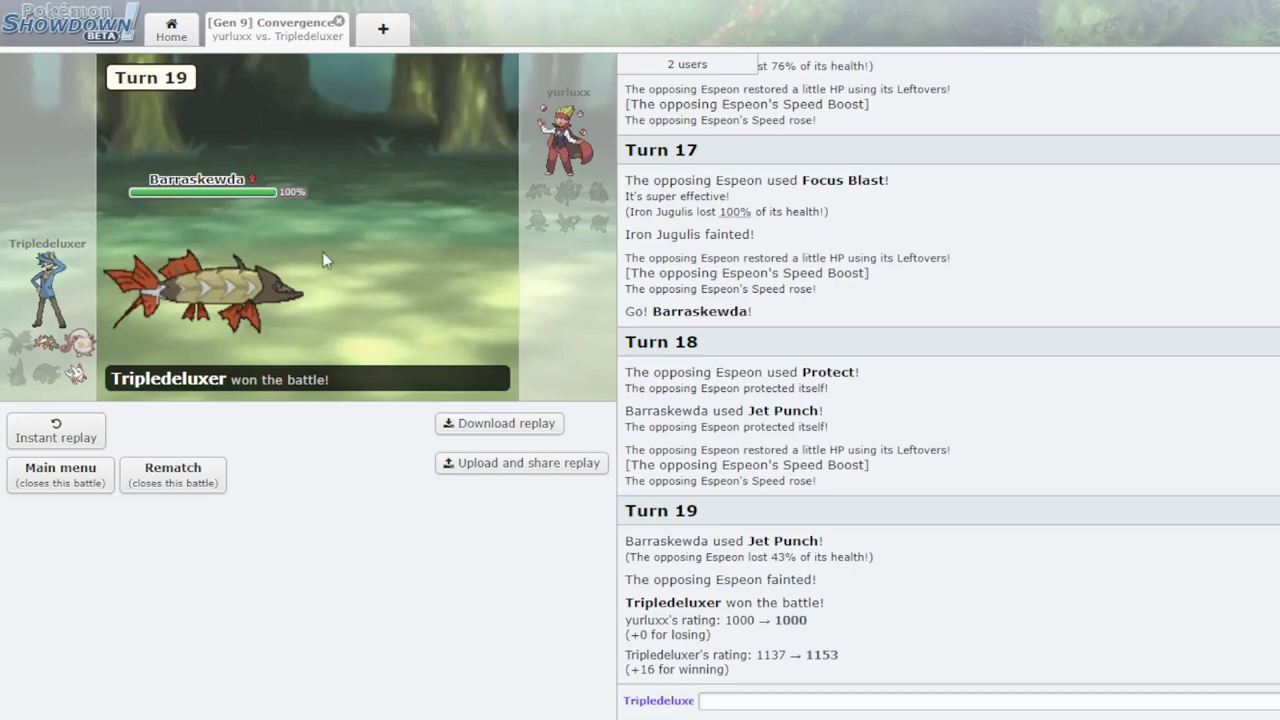 Pokémon
SHOWDOWN!
BETA
Home
[Gen 9] Convergence
yurluxx vs. Tripledeluxer
+
Turn 19
yurluxx
Barraskewda
100%
Tripledeluxer
Tripledeluxer won the battle!
Instant replay
Download replay
Upload and share replay
Main menu
(closes this battle)
Rematch
(closes this battle)
2 users
st 76% of its health!)
The opposing Espeon restored a little HP using its Leftovers!
[The opposing Espeon's Speed Boost]
The opposing Espeon's Speed rose!
Turn 17
The opposing Espeon used Focus Blast!
It's super effective!
(Iron Jugulis lost 100% of its health!)
Iron Jugulis fainted!
The opposing Espeon restored a little HP using its Leftovers!
[The opposing Espeon's Speed Boost]
The opposing Espeon's Speed rose!
Go! Barraskewda!
Turn 18
The opposing Espeon used Protect!
The opposing Espeon protected itself!
Barraskewda used Jet Punch!
The opposing Espeon protected itself!
The opposing Espeon restored a little HP using its Leftovers!
[The opposing Espeon's Speed Boost]
The opposing Espeon's Speed rose!
Turn 19
Barraskewda used Jet Punch!
(The opposing Espeon lost 43% of its health!)
The opposing Espeon fainted!
Tripledeluxer won the battle!
yurluxx's rating: 1000 → 1000
(+0 for losing)
Tripledeluxer's rating: 1137 → 1153
(+16 for winning)
Tripledeluxe